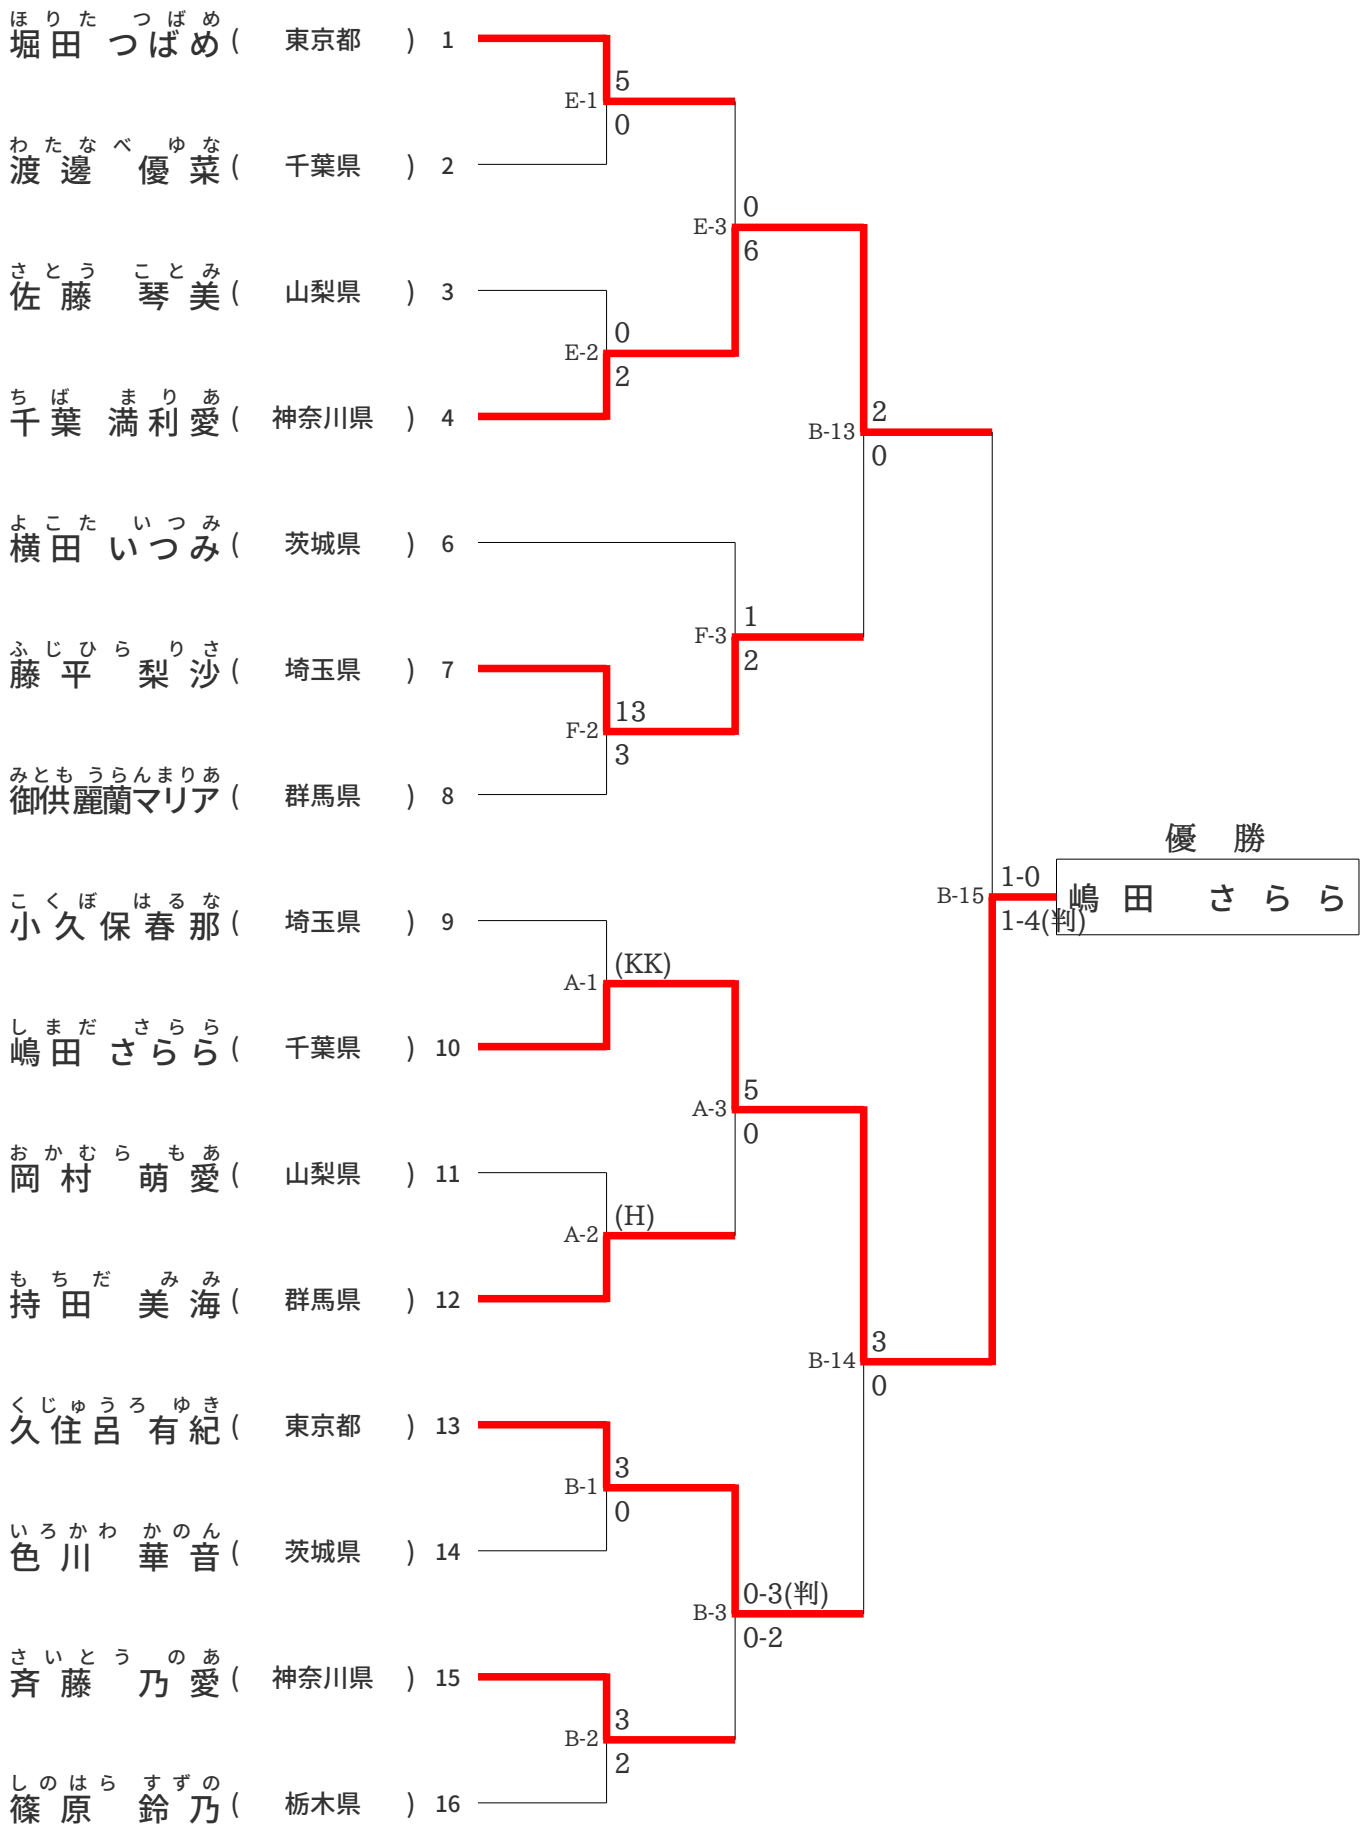 ほりた つばめ
堀田 つばめ ( 東京都 ) 1
5
E-1
0
わたなべ ゆな
渡邊 優菜 ( 千葉県 ) 2
0
E-3
6
さとう ことみ
佐藤 琴美 ( 山梨県 ) 3
0
E-2
2
ちば まりあ
千葉 満利愛 ( 神奈川県 ) 4
2
B-13
0
よこた いつみ
横田 いつみ ( 茨城県 ) 6
1
F-3
2
ふじひら りさ
藤平 梨沙 ( 埼玉県 ) 7
13
F-2
3
みとも うらんまりあ
御供麗蘭マリア ( 群馬県 ) 8
優勝
1-0
B-15
嶋田 さらら
1-4(判)
こくぼ はるな
小久保春那 ( 埼玉県 ) 9
(KK)
A-1
しまだ さらら
嶋田 さらら ( 千葉県 ) 10
5
A-3
0
おかむら もあ
岡村 萌愛 ( 山梨県 ) 11
(H)
A-2
もちだ みみ
持田 美海 ( 群馬県 ) 12
3
B-14
0
くじゅうろ ゆき
久住呂 有紀 ( 東京都 ) 13
3
B-1
0
いろかわ かのん
色川 華音 ( 茨城県 ) 14
0-3(判)
B-3
0-2
さいとう のあ
斉藤 乃愛 ( 神奈川県 ) 15
3
B-2
2
しのはら すずの
篠原 鈴乃 ( 栃木県 ) 16